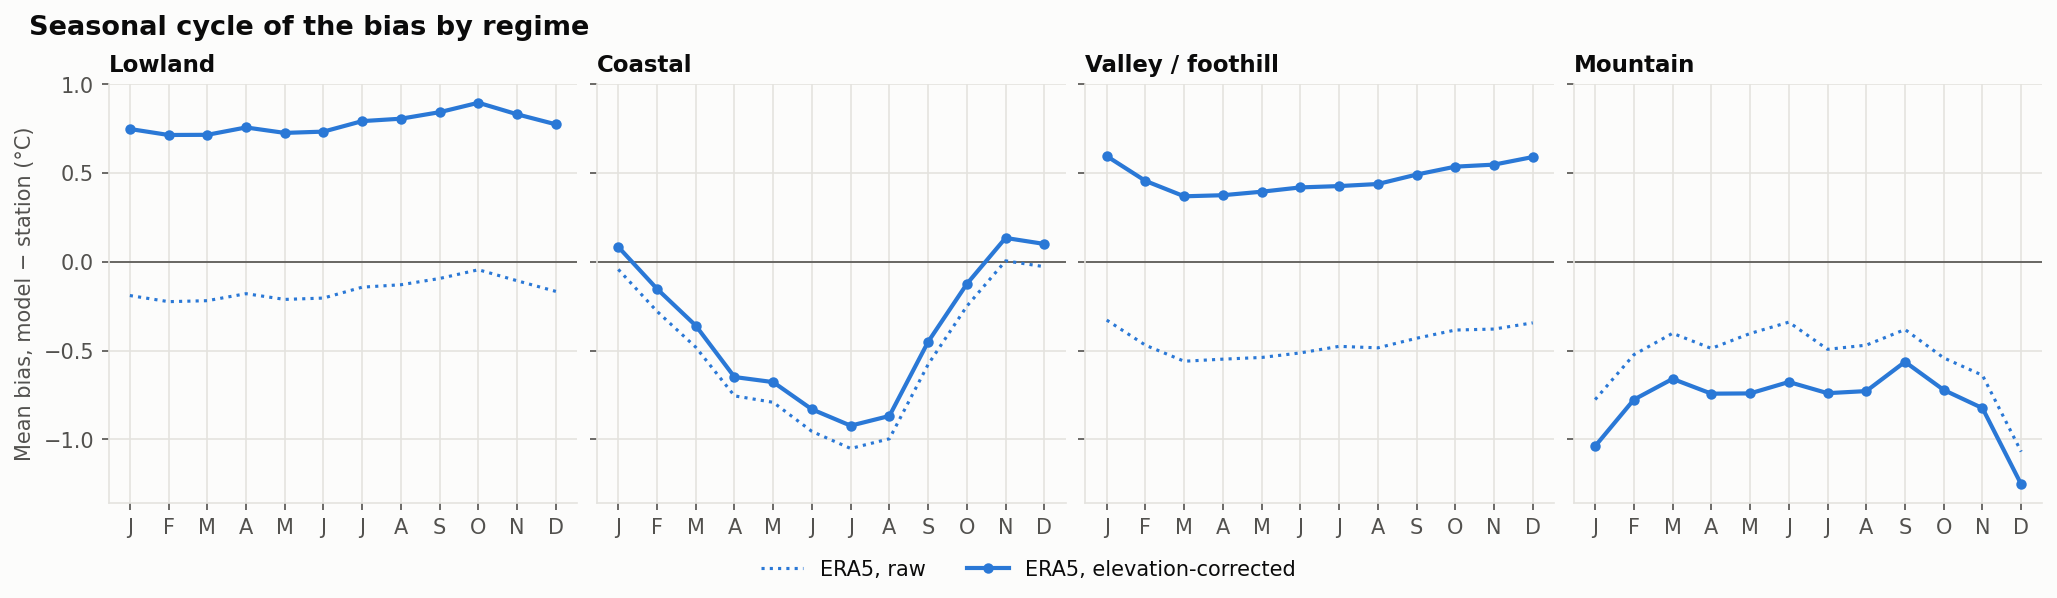 Seasonal cycle of the bias by regime
Lowland
Coastal
Valley / foothill
Mountain
Mean bias, model − station (°C)
1.0
0.5
0.0
−0.5
−1.0
J F M A M J J A S O N D
J F M A M J J A S O N D
J F M A M J J A S O N D
J F M A M J J A S O N D
ERA5, raw
ERA5, elevation-corrected